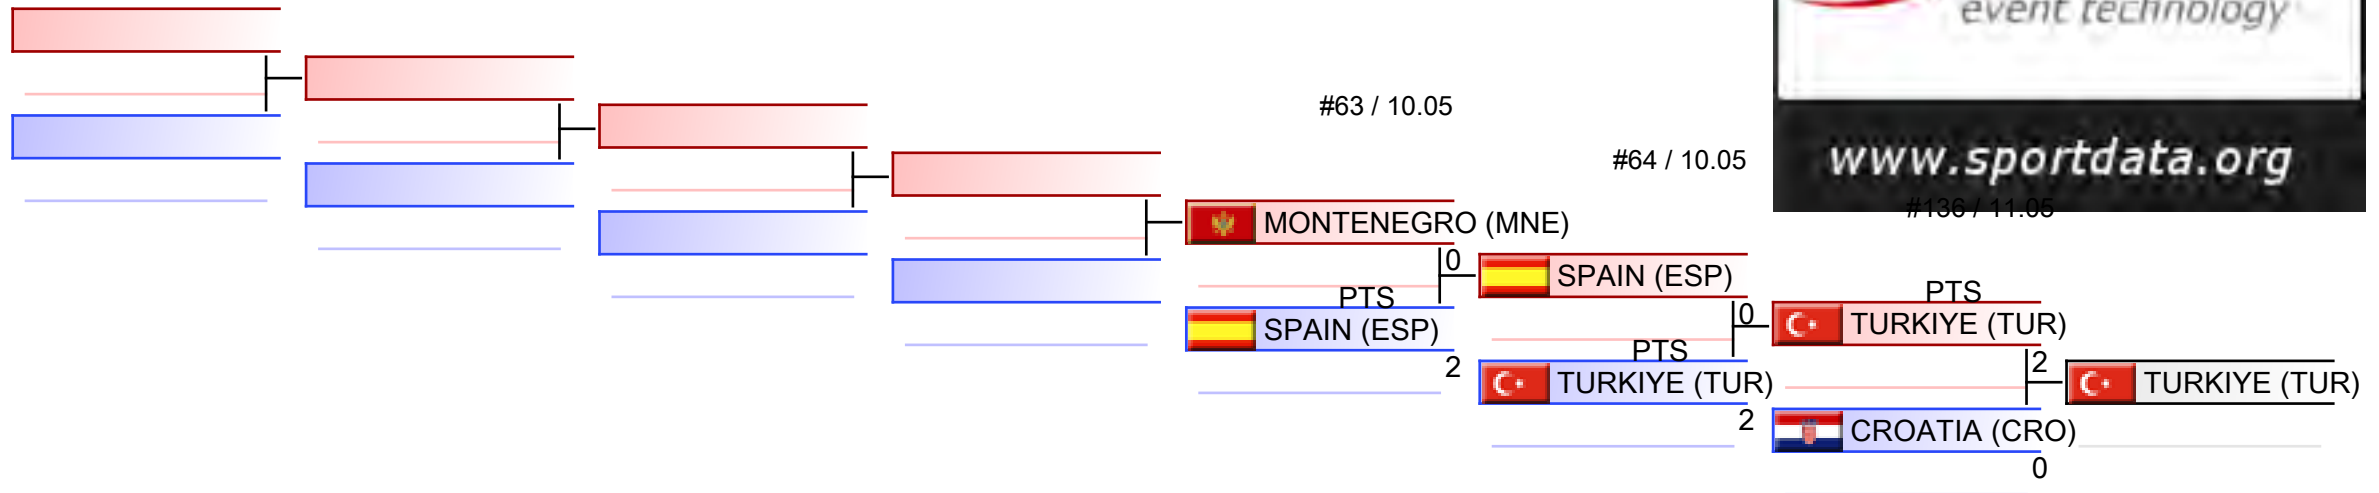 event technology
www.sportdata.org
#63 / 10.05
#64 / 10.05
#136 / 11.05
MONTENEGRO (MNE)
0
PTS
SPAIN (ESP)
2
SPAIN (ESP)
0
PTS
TURKIYE (TUR)
2
PTS
TURKIYE (TUR)
2
CROATIA (CRO)
0
TURKIYE (TUR)